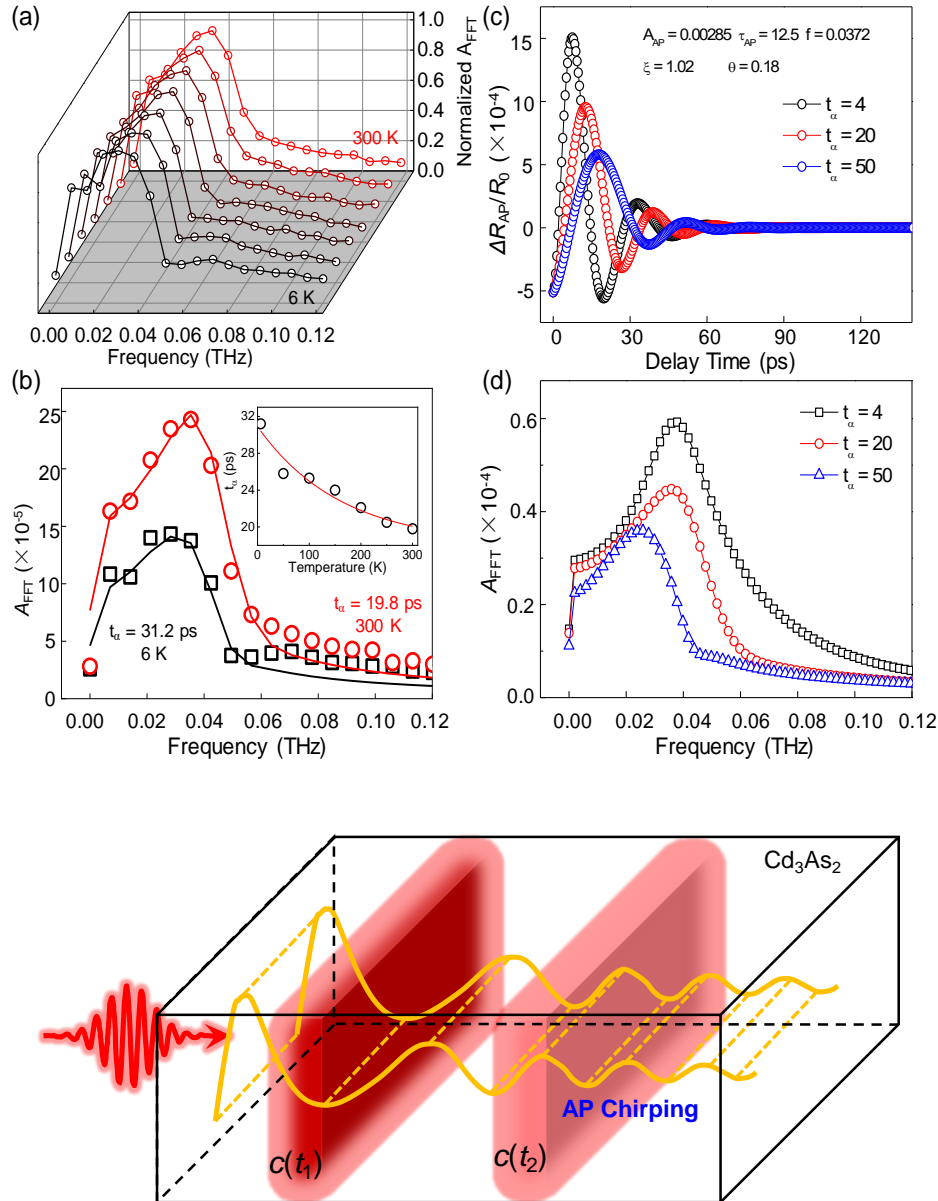 (a)
1.0
0.8
0.6
0.4
0.2
0.0
Normalized A_FFT
300 K
6 K
0.00 0.02 0.04 0.06 0.08 0.10 0.12
Frequency (THz)
(c)
A_AP = 0.00285 τ_AP = 12.5 f = 0.0372
ξ = 1.02 θ = 0.18
t_α = 4
t_α = 20
t_α = 50
15
10
5
0
-5
ΔR_AP/R_0 (×10^-4)
0 30 60 90 120
Delay Time (ps)
(b)
25
20
15
10
5
0
A_FFT (×10^-5)
32
28
24
20
t_α (ps)
0 100 200 300
Temperature (K)
t_α = 31.2 ps
6 K
t_α = 19.8 ps
300 K
0.00 0.02 0.04 0.06 0.08 0.10 0.12
Frequency (THz)
(d)
0.6
0.4
0.2
0.0
A_FFT (×10^-4)
t_α = 4
t_α = 20
t_α = 50
0.00 0.02 0.04 0.06 0.08 0.10 0.12
Frequency (THz)
Cd₃As₂
AP Chirping
c(t₁)
c(t₂)